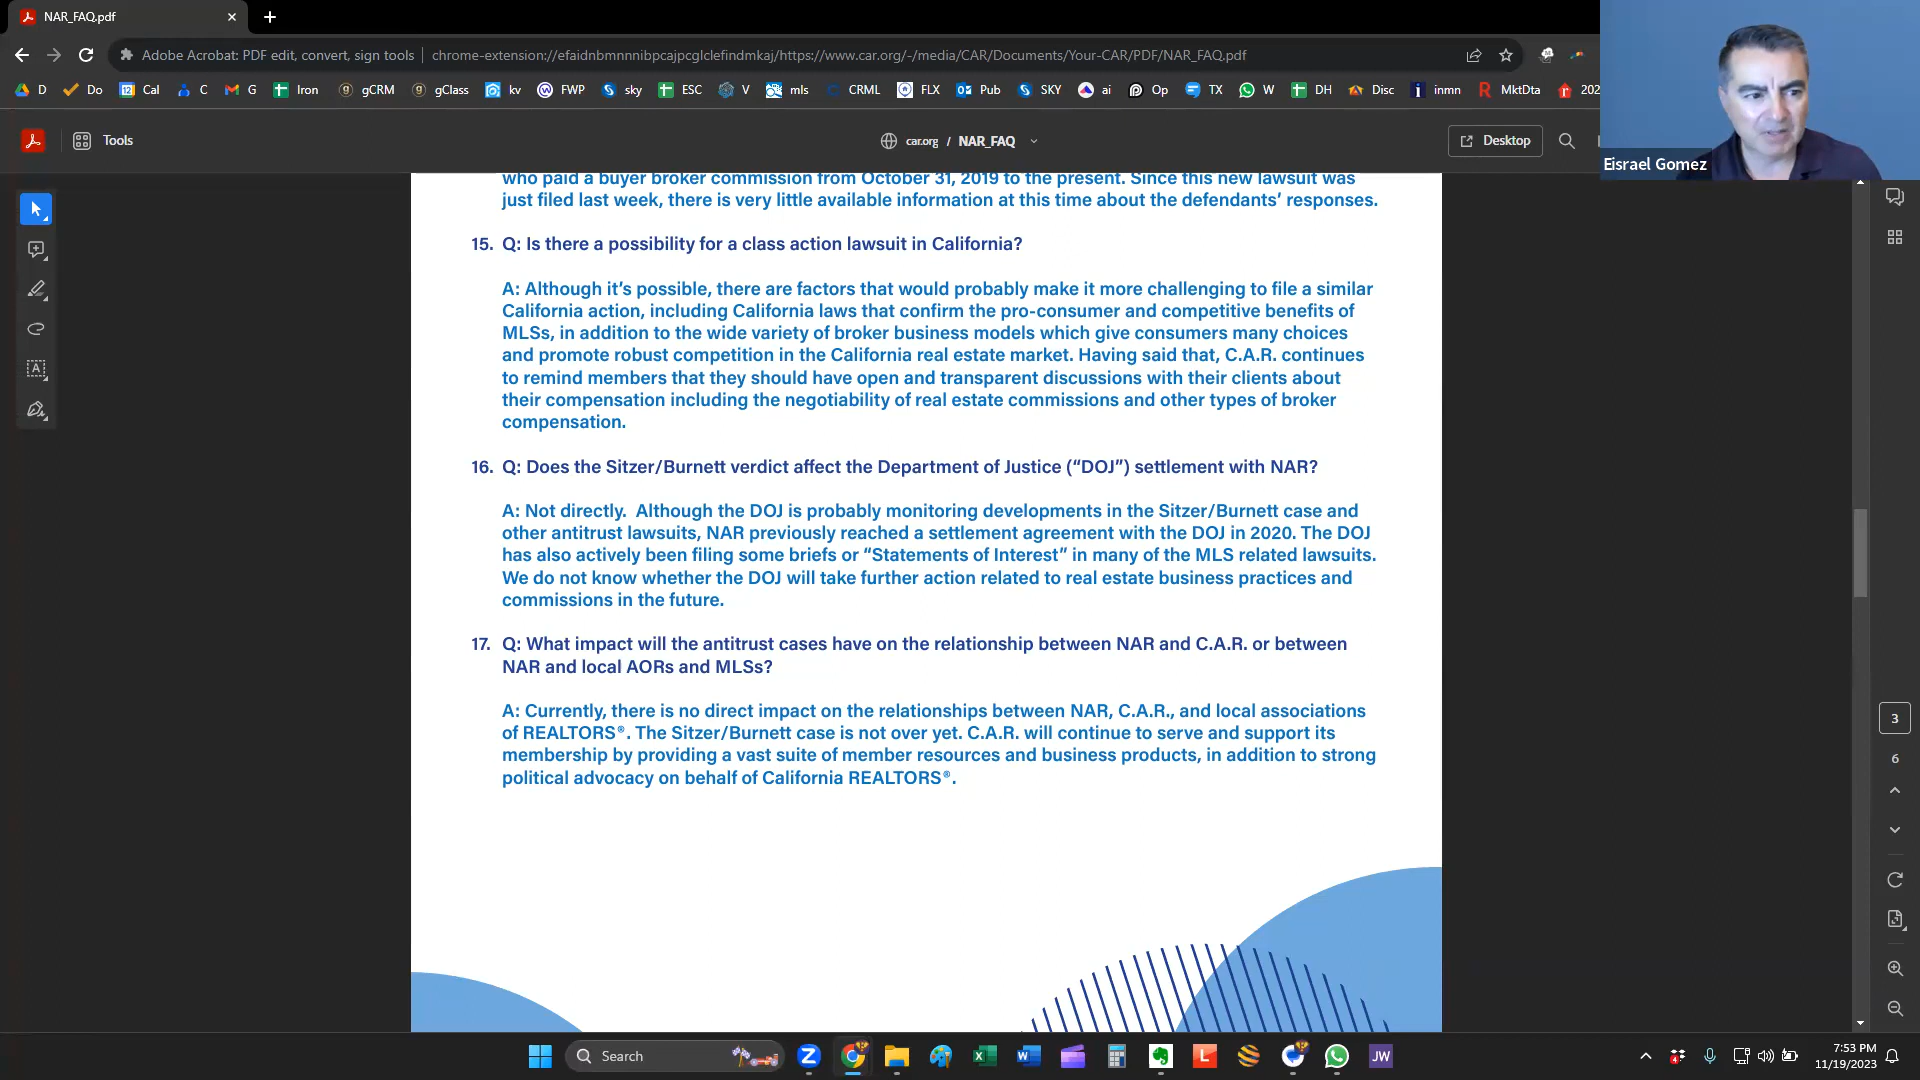 NAR_FAQ.pdf
Adobe Acrobat: PDF edit, convert, sign tools
chrome-extension://efaidnbmnnnibpcajpcglclefindmkaj/https://www.car.org/-/media/CAR/Documents/Your-CAR/PDF/NAR_FAQ.pdf
D Do Cal C G Iron gCRM gClass kv FWP sky ESC V mls CRML FLX Pub SKY ai Op TX W DH Disc inmn MktDta 202
Tools
car.org / NAR_FAQ
Desktop
Eisrael Gomez
who paid a buyer broker commission from October 31, 2019 to the present. Since this new lawsuit was
just filed last week, there is very little available information at this time about the defendants’ responses.
15. Q: Is there a possibility for a class action lawsuit in California?
A: Although it’s possible, there are factors that would probably make it more challenging to file a similar
California action, including California laws that confirm the pro-consumer and competitive benefits of
MLSs, in addition to the wide variety of broker business models which give consumers many choices
and promote robust competition in the California real estate market. Having said that, C.A.R. continues
to remind members that they should have open and transparent discussions with their clients about
their compensation including the negotiability of real estate commissions and other types of broker
compensation.
16. Q: Does the Sitzer/Burnett verdict affect the Department of Justice (“DOJ”) settlement with NAR?
A: Not directly. Although the DOJ is probably monitoring developments in the Sitzer/Burnett case and
other antitrust lawsuits, NAR previously reached a settlement agreement with the DOJ in 2020. The DOJ
has also actively been filing some briefs or “Statements of Interest” in many of the MLS related lawsuits.
We do not know whether the DOJ will take further action related to real estate business practices and
commissions in the future.
17. Q: What impact will the antitrust cases have on the relationship between NAR and C.A.R. or between
NAR and local AORs and MLSs?
A: Currently, there is no direct impact on the relationships between NAR, C.A.R., and local associations
of REALTORS®. The Sitzer/Burnett case is not over yet. C.A.R. will continue to serve and support its
membership by providing a vast suite of member resources and business products, in addition to strong
political advocacy on behalf of California REALTORS®.
3
6
Search
JW
7:53 PM
11/19/2023